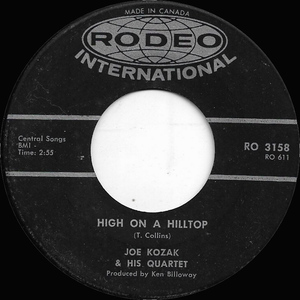 MADE IN CANADA
RODEO
INTERNATIONAL
Central Songs
BMI -
Time: 2:55
RO 3158
RO 611
HIGH ON A HILLTOP
(T. Collins)
JOE KOZAK
& HIS QUARTET
Produced by Ken Billoway